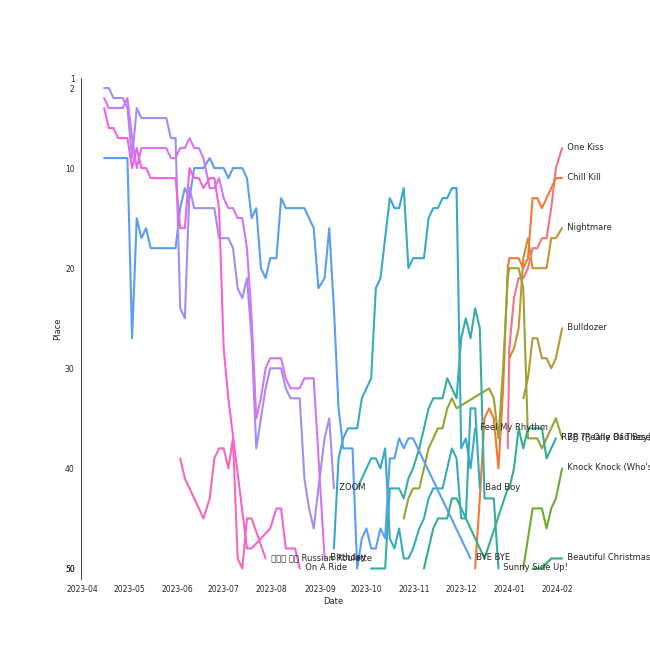 1
2
10
20
30
40
50
Place
2023-04
2023-05
2023-06
2023-07
2023-08
2023-09
2023-10
2023-11
2023-12
2024-01
2024-02
Date
One Kiss
Chill Kill
Nightmare
Bulldozer
Feel My Rhythm
Knock Knock (Who's
ZOOM
Bad Boy
Russian Roulette
Birthday
BYE BYE
Beautiful Christmas
On A Ride
Sunny Side Up!